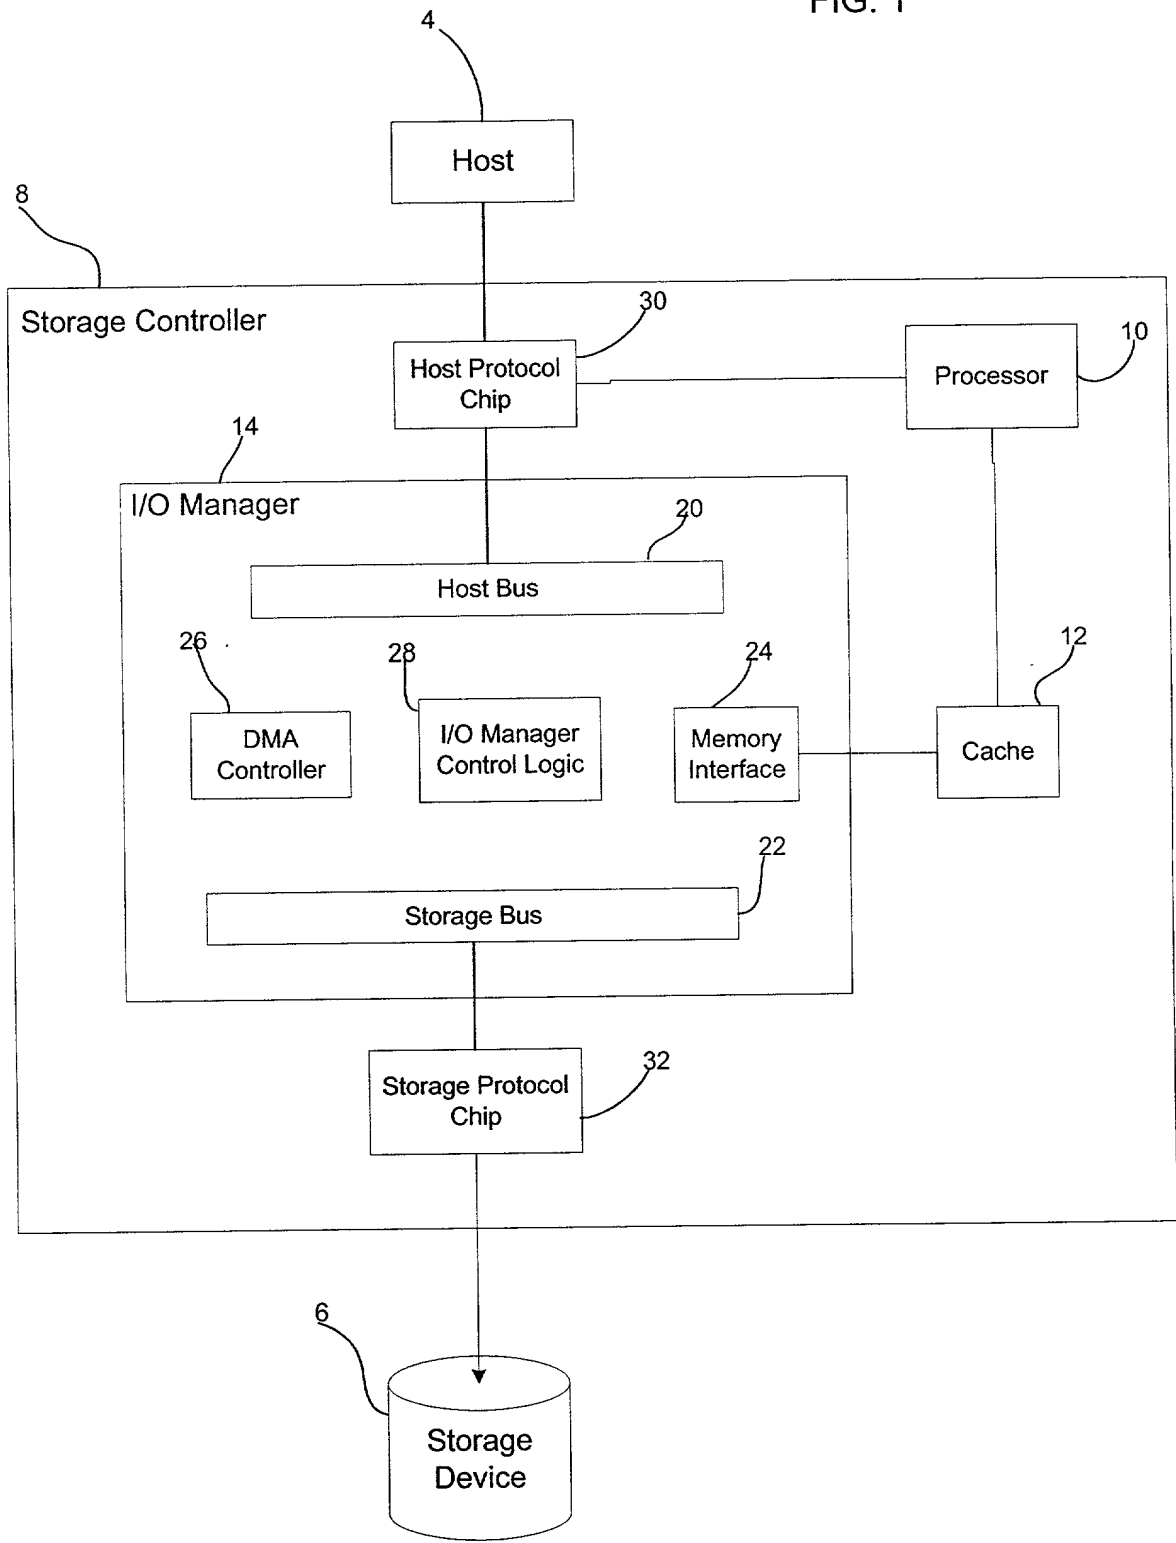 FIG. 1
4
Host
8
Storage Controller
30
Host Protocol
Chip
10
Processor
14
I/O Manager
20
Host Bus
26
DMA
Controller
28
I/O Manager
Control Logic
24
Memory
Interface
12
Cache
22
Storage Bus
32
Storage Protocol
Chip
6
Storage
Device